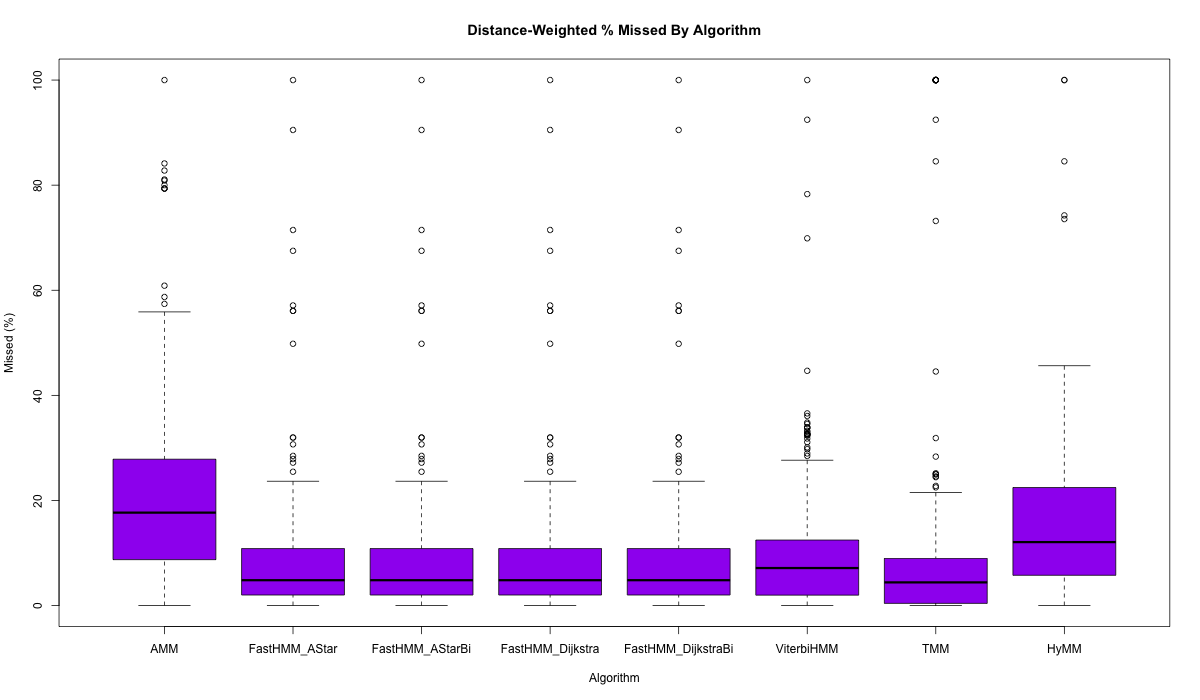 Distance-Weighted % Missed By Algorithm
100
80
60
40
20
0
Missed (%)
AMM FastHMM_AStar FastHMM_AStarBi FastHMM_Dijkstra FastHMM_DijkstraBi ViterbiHMM TMM HyMM
Algorithm